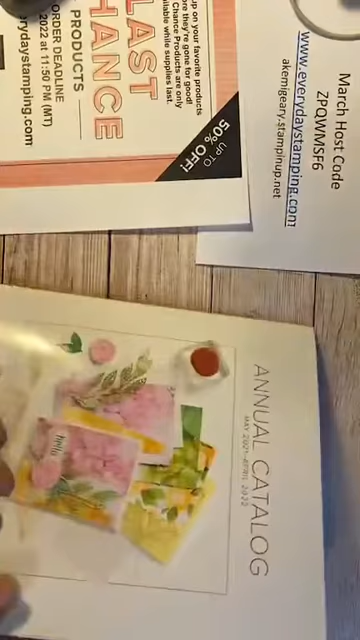 March Host Code
ZPQWMSF6
www.everydaystamping.com
akemigeary.stampinup.net
LAST
CHANCE
PRODUCTS
up on your favorite products
ore they're gone for good!
Chance Products are only
ilable while supplies last.
ORDER DEADLINE
2022 at 11:50 PM (MT)
rydaystamping.com
UP TO
50% OFF!
ANNUAL CATALOG
MAY 2021–APRIL 2022
hello